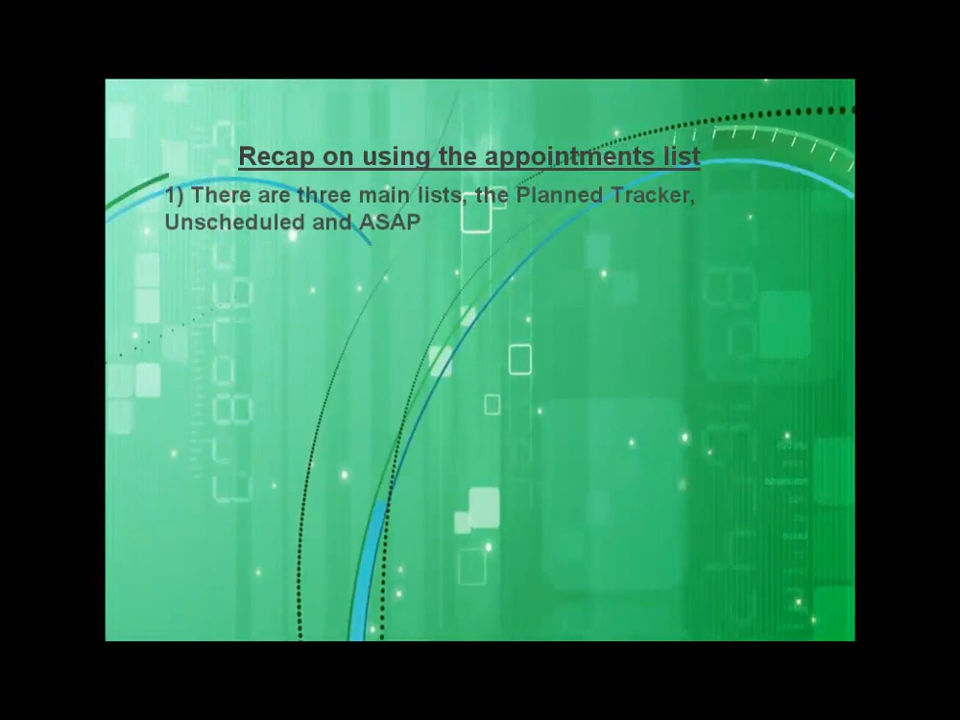 Recap on using the appointments list
1) There are three main lists, the Planned Tracker,
Unscheduled and ASAP